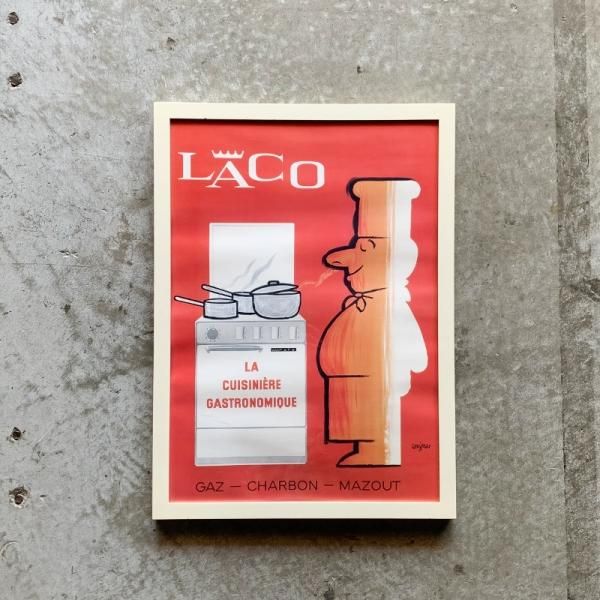 LACO
LA
CUISINIÈRE
GASTRONOMIQUE
GAZ — CHARBON — MAZOUT